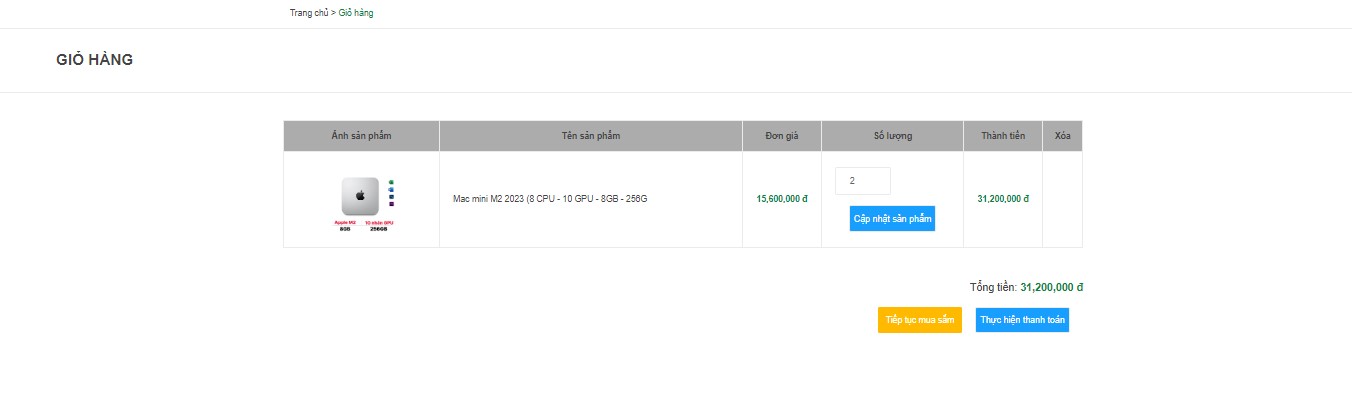 Trang chủ > Giỏ hàng
GIỎ HÀNG
Ảnh sản phẩm Tên sản phẩm Đơn giá Số lượng Thành tiền Xóa
Apple M2 10 nhân GPU
8GB 256GB
Mac mini M2 2023 (8 CPU - 10 GPU - 8GB - 256G
15,600,000 đ
2
Cập nhật sản phẩm
31,200,000 đ
Tổng tiền: 31,200,000 đ
Tiếp tục mua sắm Thực hiện thanh toán